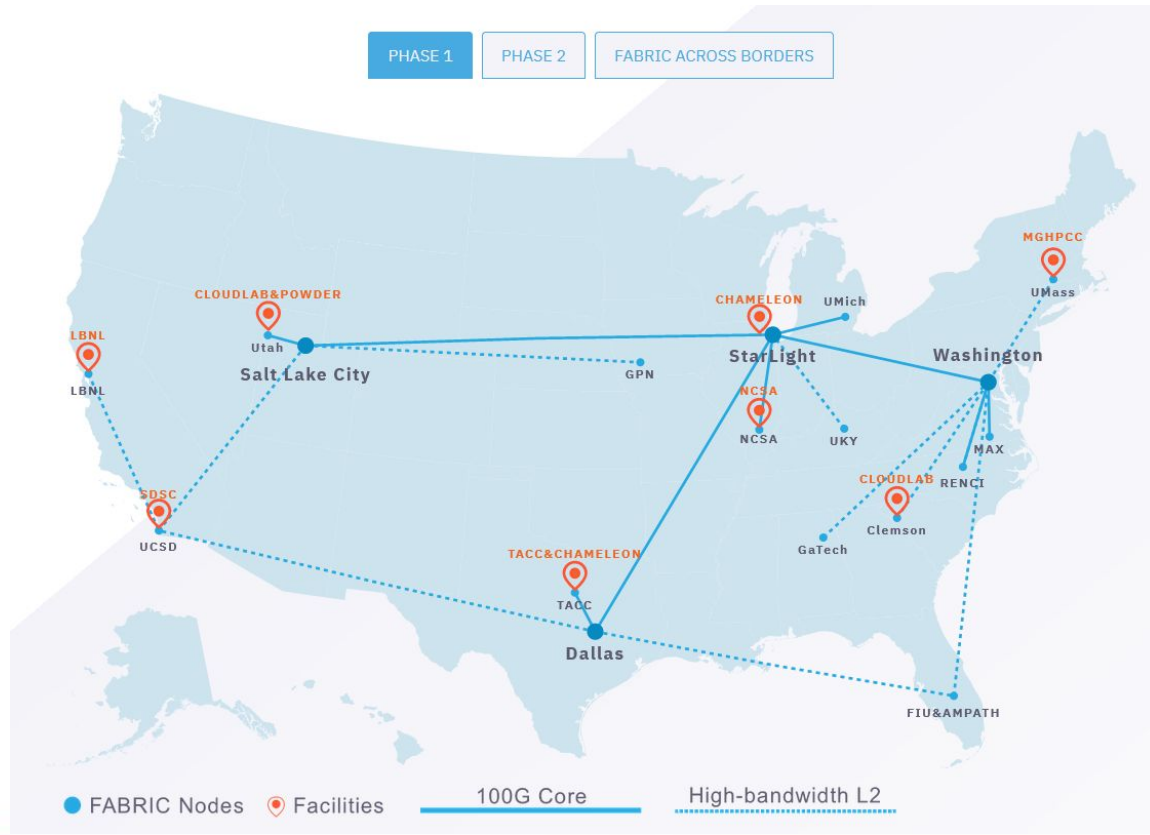 PHASE 1
PHASE 2
FABRIC ACROSS BORDERS
MGHPCC
UMass
CLOUDLAB&POWDER
Utah
Salt Lake City
CHAMELEON
UMich
StarLight
Washington
LBNL
LBNL
GPN
NCSA
NCSA
UKY
MAX
RENCI
CLOUDLAB
Clemson
GaTech
SDSC
UCSD
TACC&CHAMELEON
TACC
Dallas
FIU&AMPATH
FABRIC Nodes
Facilities
100G Core
High-bandwidth L2